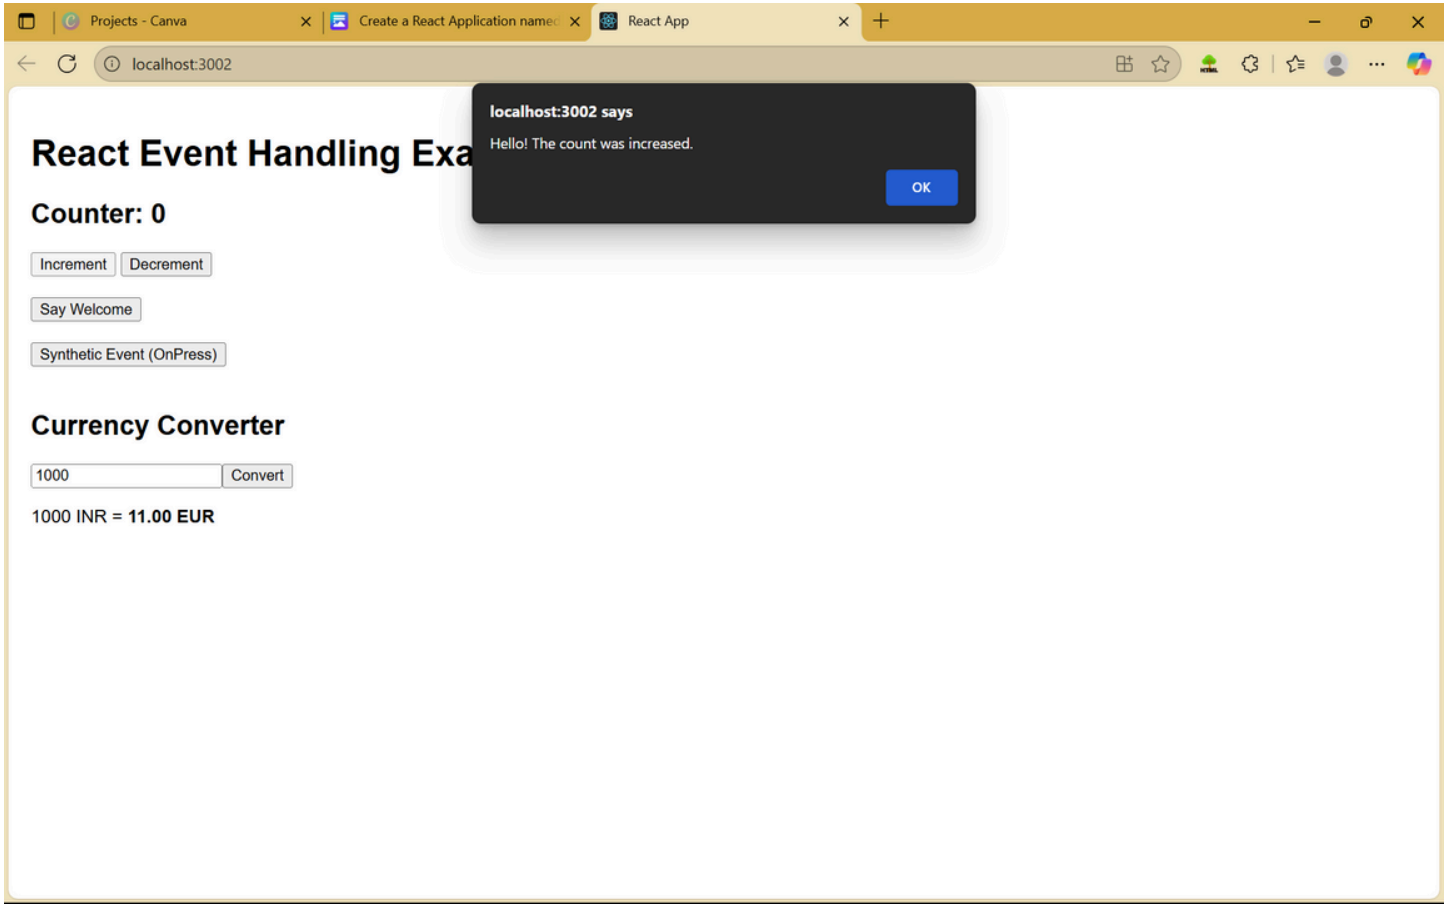 Projects - Canva
Create a React Application named
React App
localhost:3002
localhost:3002 says
Hello! The count was increased.
OK
React Event Handling Exa
Counter: 0
Increment Decrement
Say Welcome
Synthetic Event (OnPress)
Currency Converter
1000 Convert
1000 INR = 11.00 EUR